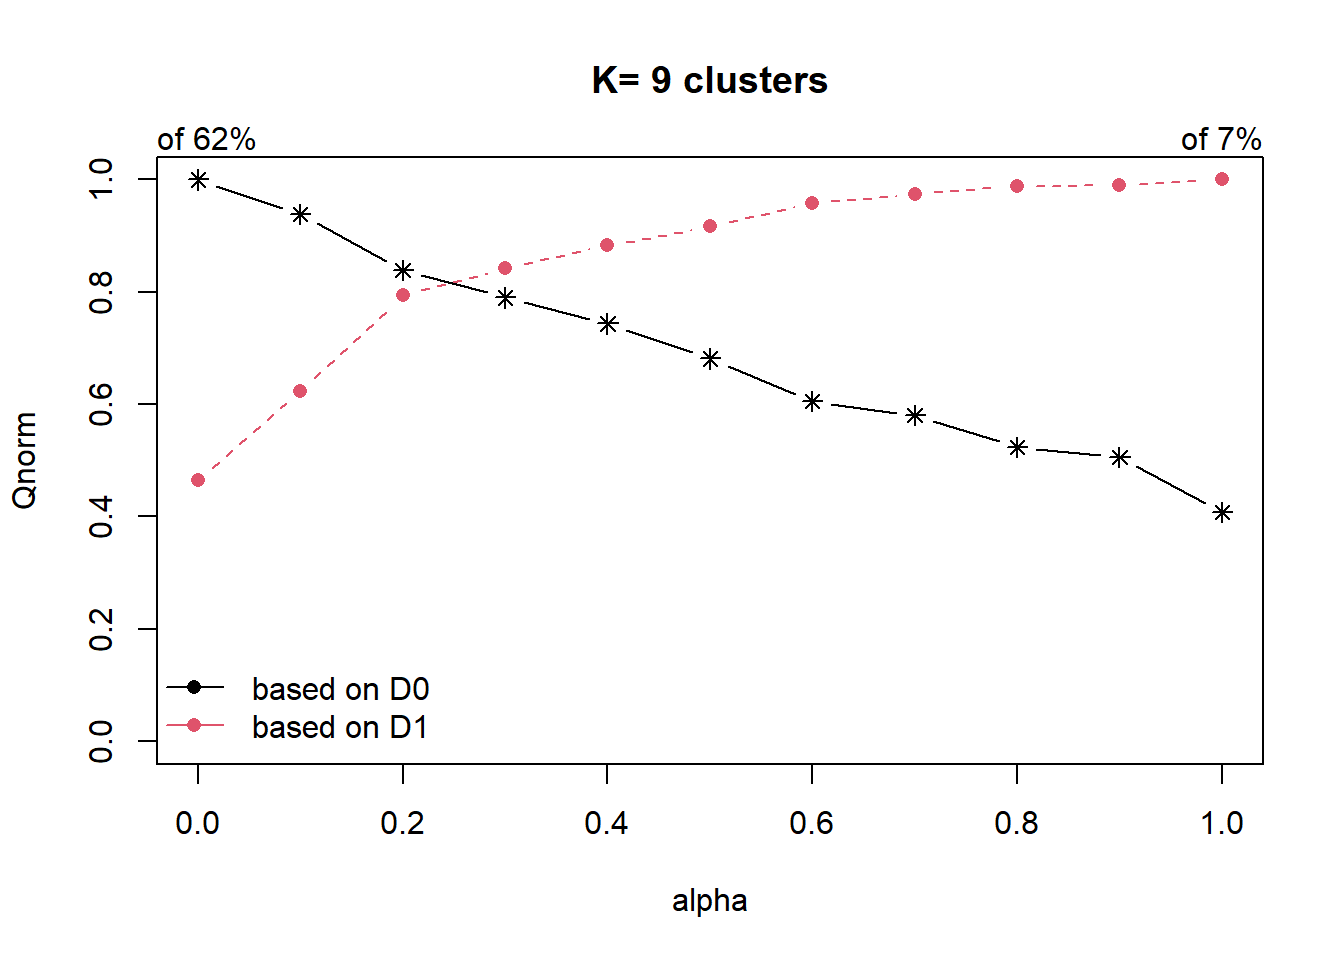 K= 9 clusters
of 62%
of 7%
1.0
0.8
0.6
0.4
0.2
0.0
Qnorm
based on D0
based on D1
0.0 0.2 0.4 0.6 0.8 1.0
alpha